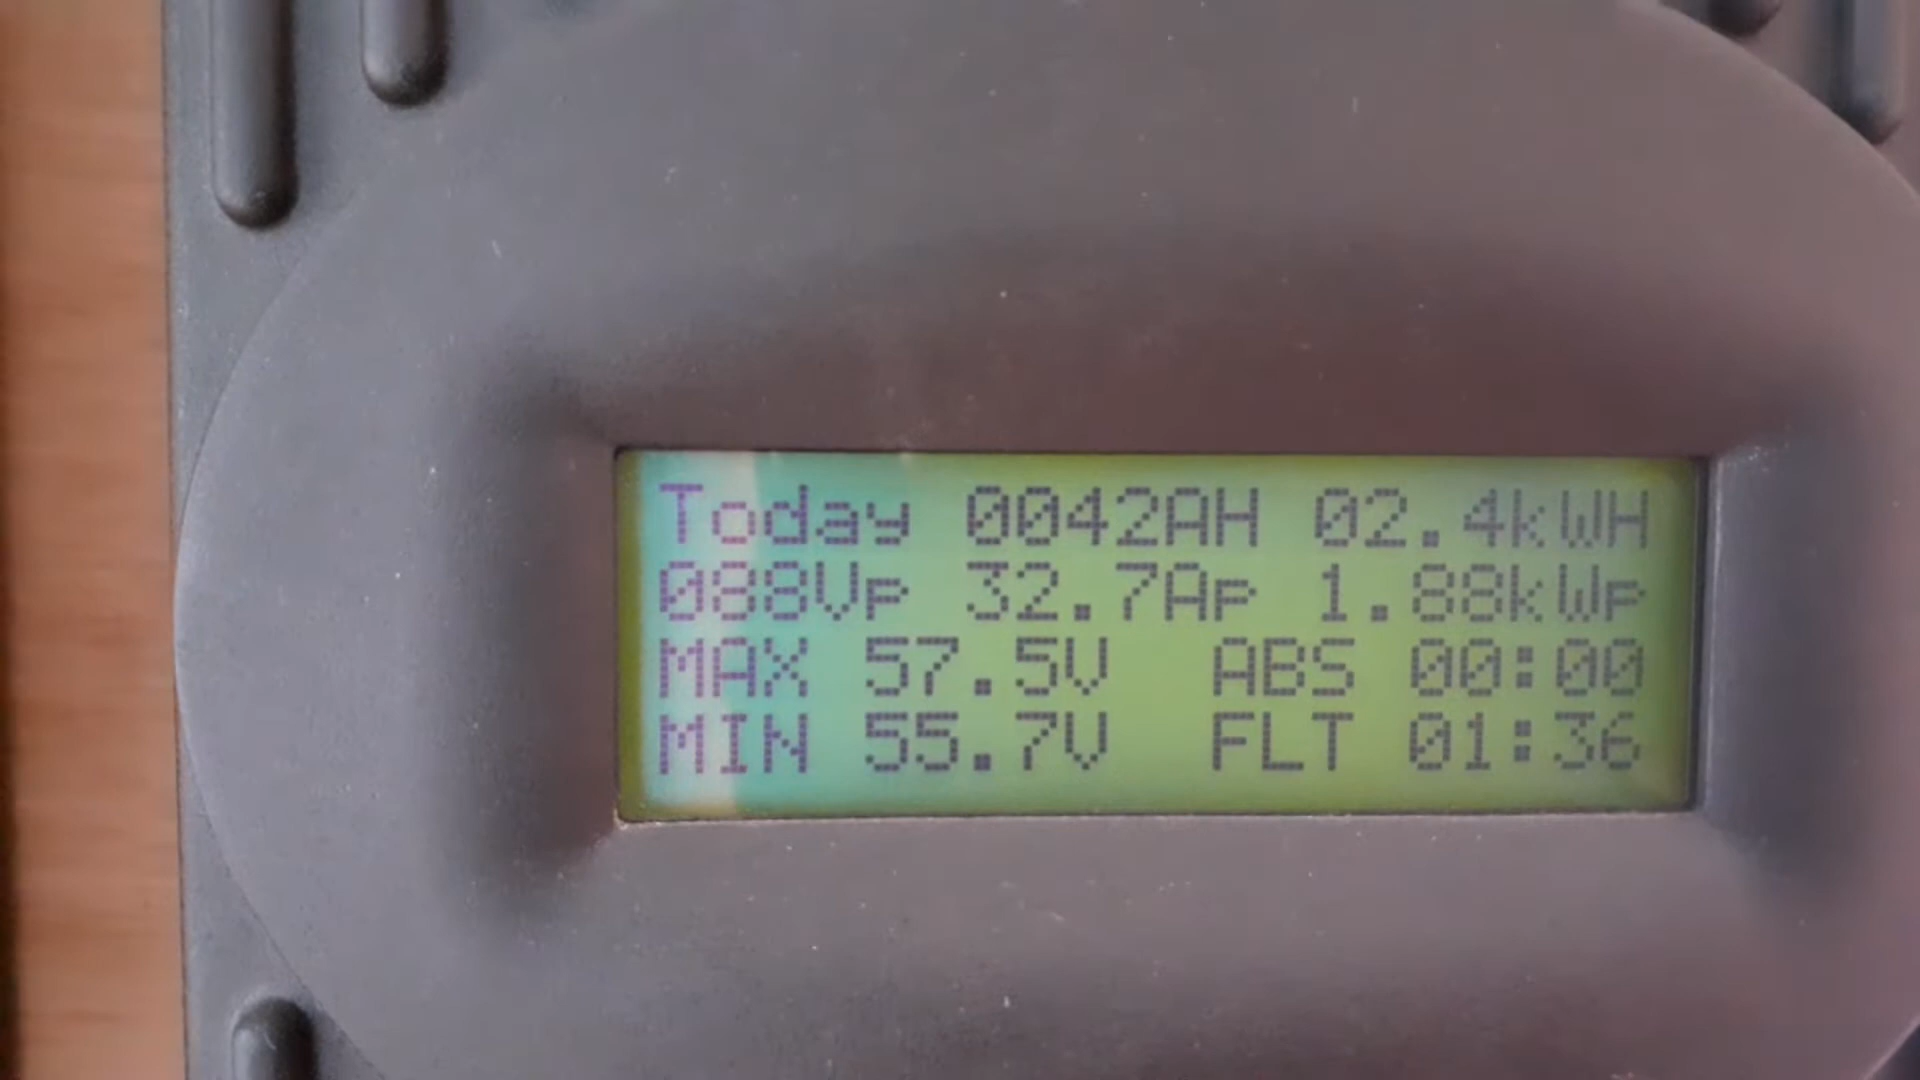 Today 0042AH 02.4kWH
088Vp 32.7Ap 1.88kWp
MAX 57.5V ABS 00:00
MIN 55.7V FLT 01:36